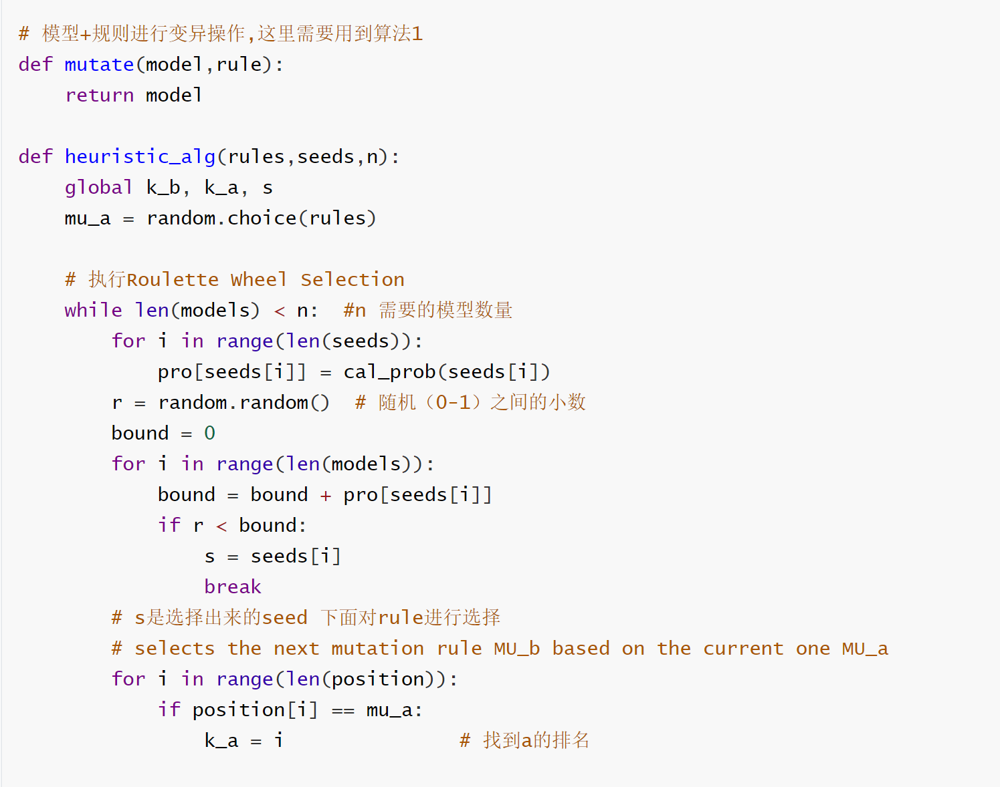 # 模型+规则进行变异操作,这里需要用到算法1
def mutate(model,rule):
    return model

def heuristic_alg(rules,seeds,n):
    global k_b, k_a, s
    mu_a = random.choice(rules)

    # 执行Roulette Wheel Selection
    while len(models) < n:  #n 需要的模型数量
        for i in range(len(seeds)):
            pro[seeds[i]] = cal_prob(seeds[i])
        r = random.random()  # 随机（0-1）之间的小数
        bound = 0
        for i in range(len(models)):
            bound = bound + pro[seeds[i]]
            if r < bound:
                s = seeds[i]
                break
        # s是选择出来的seed 下面对rule进行选择
        # selects the next mutation rule MU_b based on the current one MU_a
        for i in range(len(position)):
            if position[i] == mu_a:
                k_a = i               # 找到a的排名